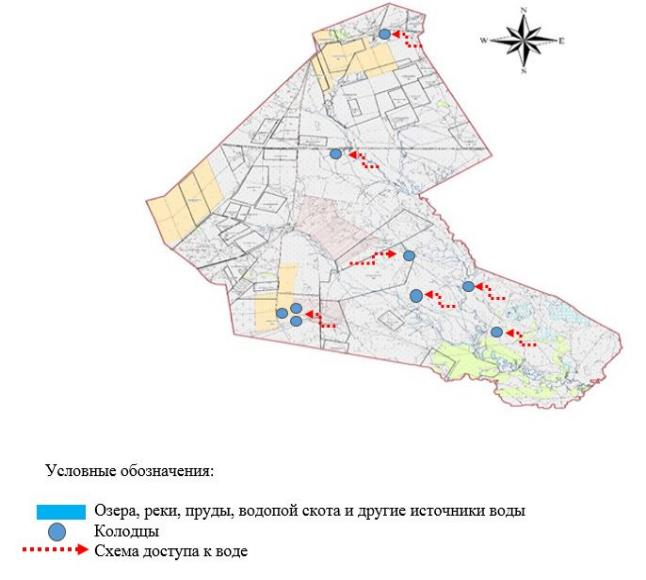 N
W E
S
Условные обозначения:
Озера, реки, пруды, водопой скота и другие источники воды
Колодцы
Схема доступа к воде